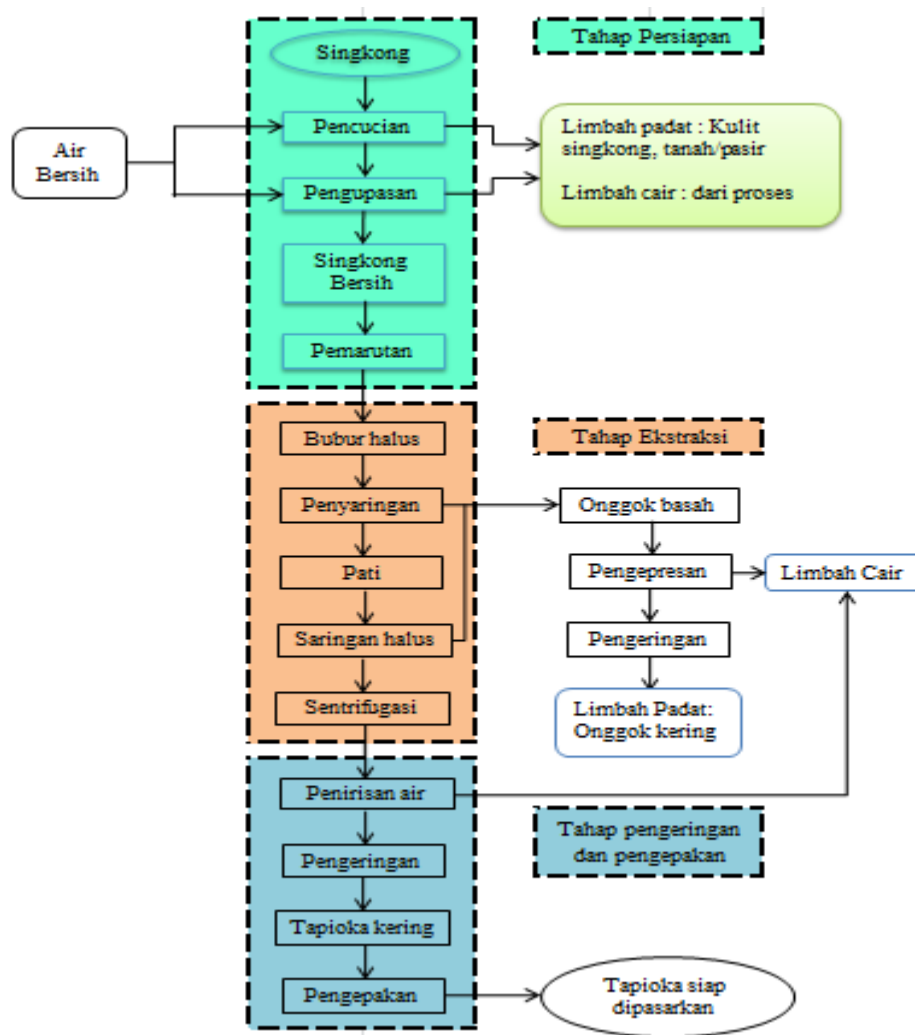 Singkong
Tahap Persiapan
Air
Bersih
Pencucian
Limbah padat : Kulit
singkong, tanah/pasir
Pengupasan
Limbah cair : dari proses
Singkong
Bersih
Pemarutan
Bubur halus
Tahap Ekstraksi
Penyaringan
Onggok basah
Pati
Pengepresan
Limbah Cair
Saringan halus
Pengeringan
Sentrifugasi
Limbah Padat:
Onggok kering
Penirisan air
Tahap pengeringan
dan pengepakan
Pengeringan
Tapioka kering
Pengepakan
Tapioka siap
dipasarkan